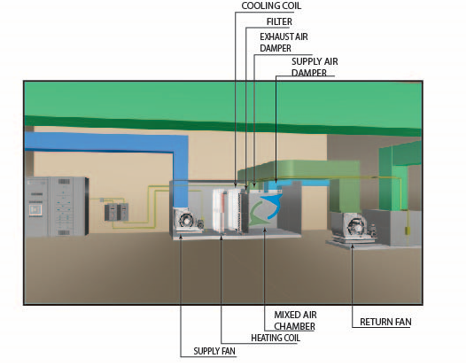 COOLING COIL
FILTER
EXHAUST AIR
DAMPER
SUPPLY AIR
DAMPER
MIXED AIR
CHAMBER
RETURN FAN
HEATING COIL
SUPPLY FAN